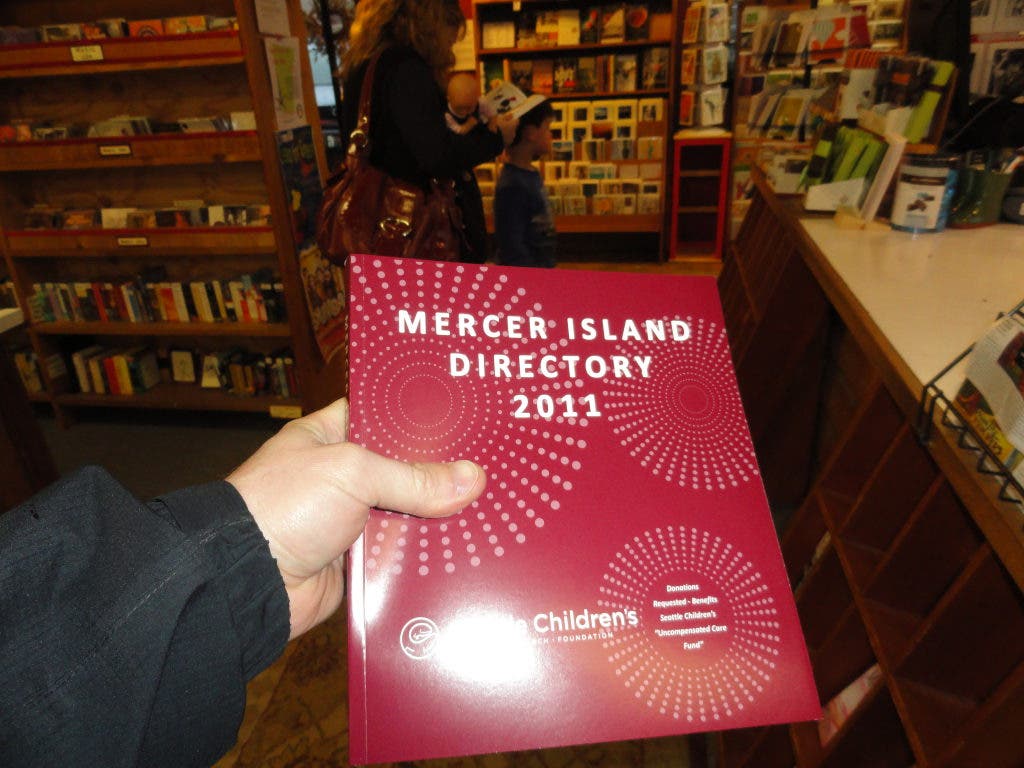 MERCER ISLAND
DIRECTORY
2011
Children's
FOUNDATION
Donations
Requested - Benefits
Seattle Children's
"Uncompensated Care
Fund"